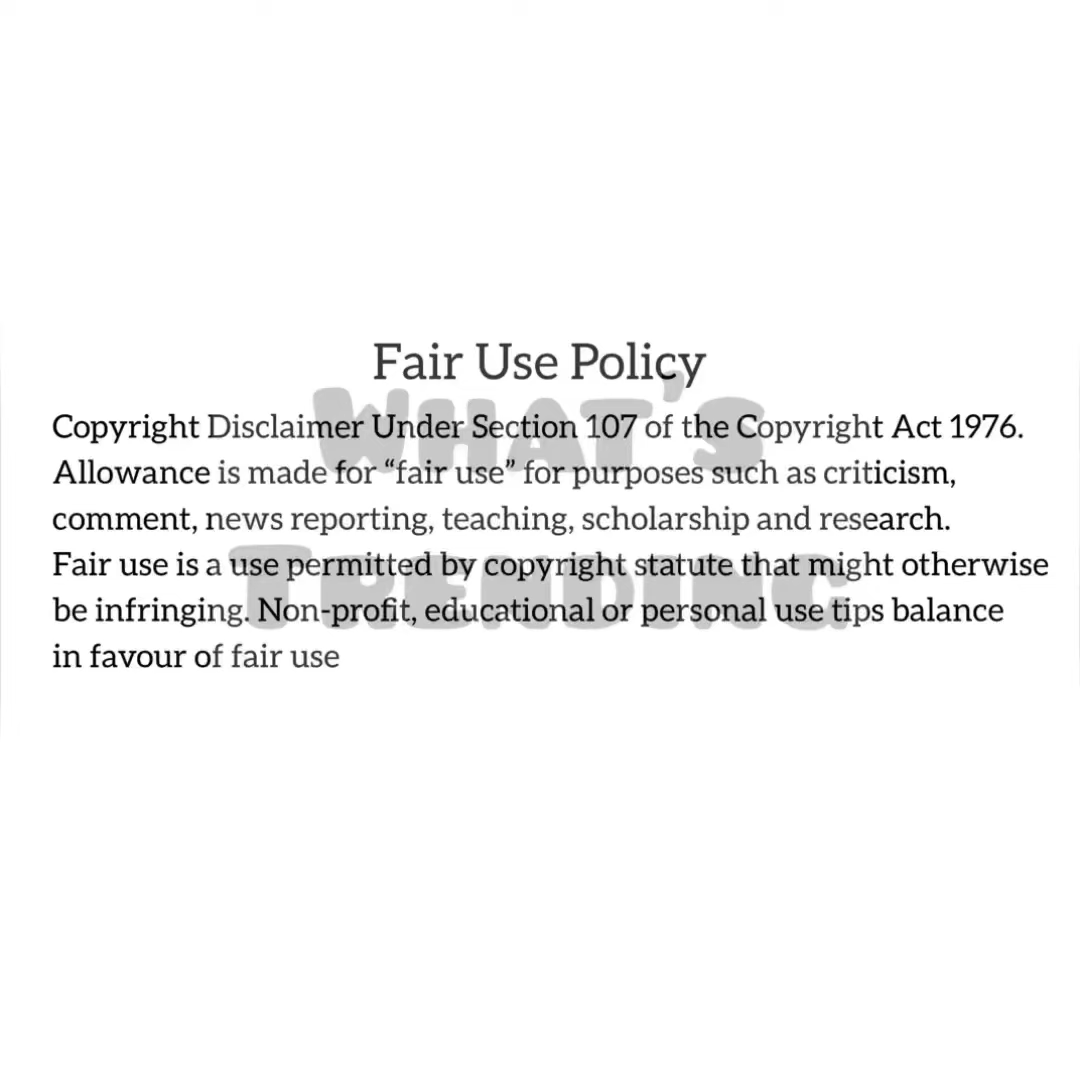 Fair Use Policy
WHAT'S
Copyright Disclaimer Under Section 107 of the Copyright Act 1976.
Allowance is made for “fair use” for purposes such as criticism,
comment, news reporting, teaching, scholarship and research.
TRENDING
Fair use is a use permitted by copyright statute that might otherwise
be infringing. Non-profit, educational or personal use tips balance
in favour of fair use